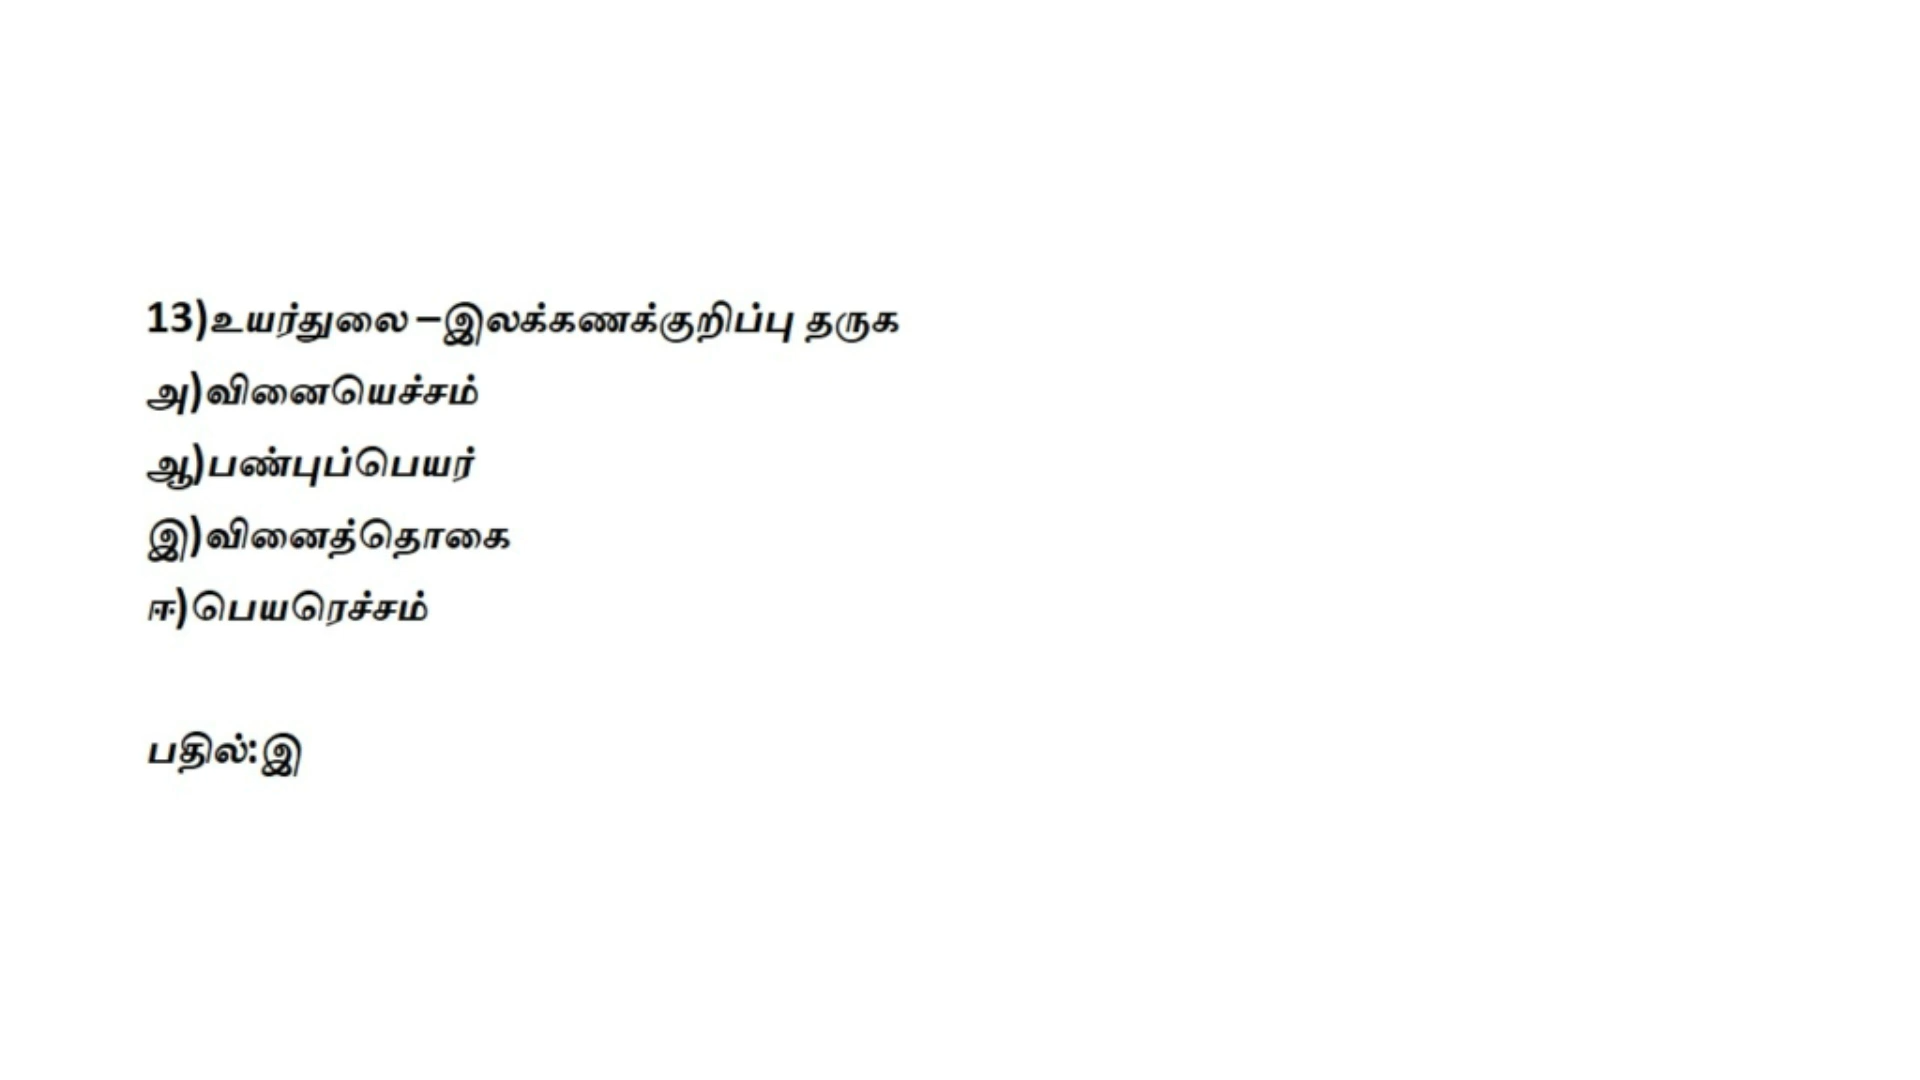 13)உயர்துலை –இலக்கணக்குறிப்பு தருக
அ)வினையெச்சம்
ஆ)பண்புப்பெயர்
இ)வினைத்தொகை
ஈ)பெயரெச்சம்
பதில்:இ